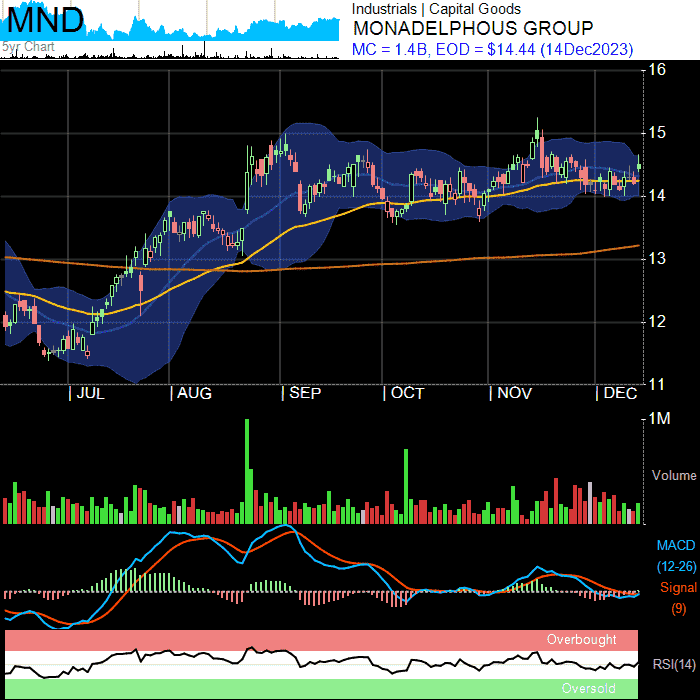 MND
5yr Chart
Industrials | Capital Goods
MONADELPHOUS GROUP
MC = 1.4B, EOD = $14.44 (14Dec2023)
16
15
14
13
12
11
JUL AUG SEP OCT NOV DEC
1M
Volume
MACD
(12-26)
Signal
(9)
Overbought
RSI(14)
Oversold